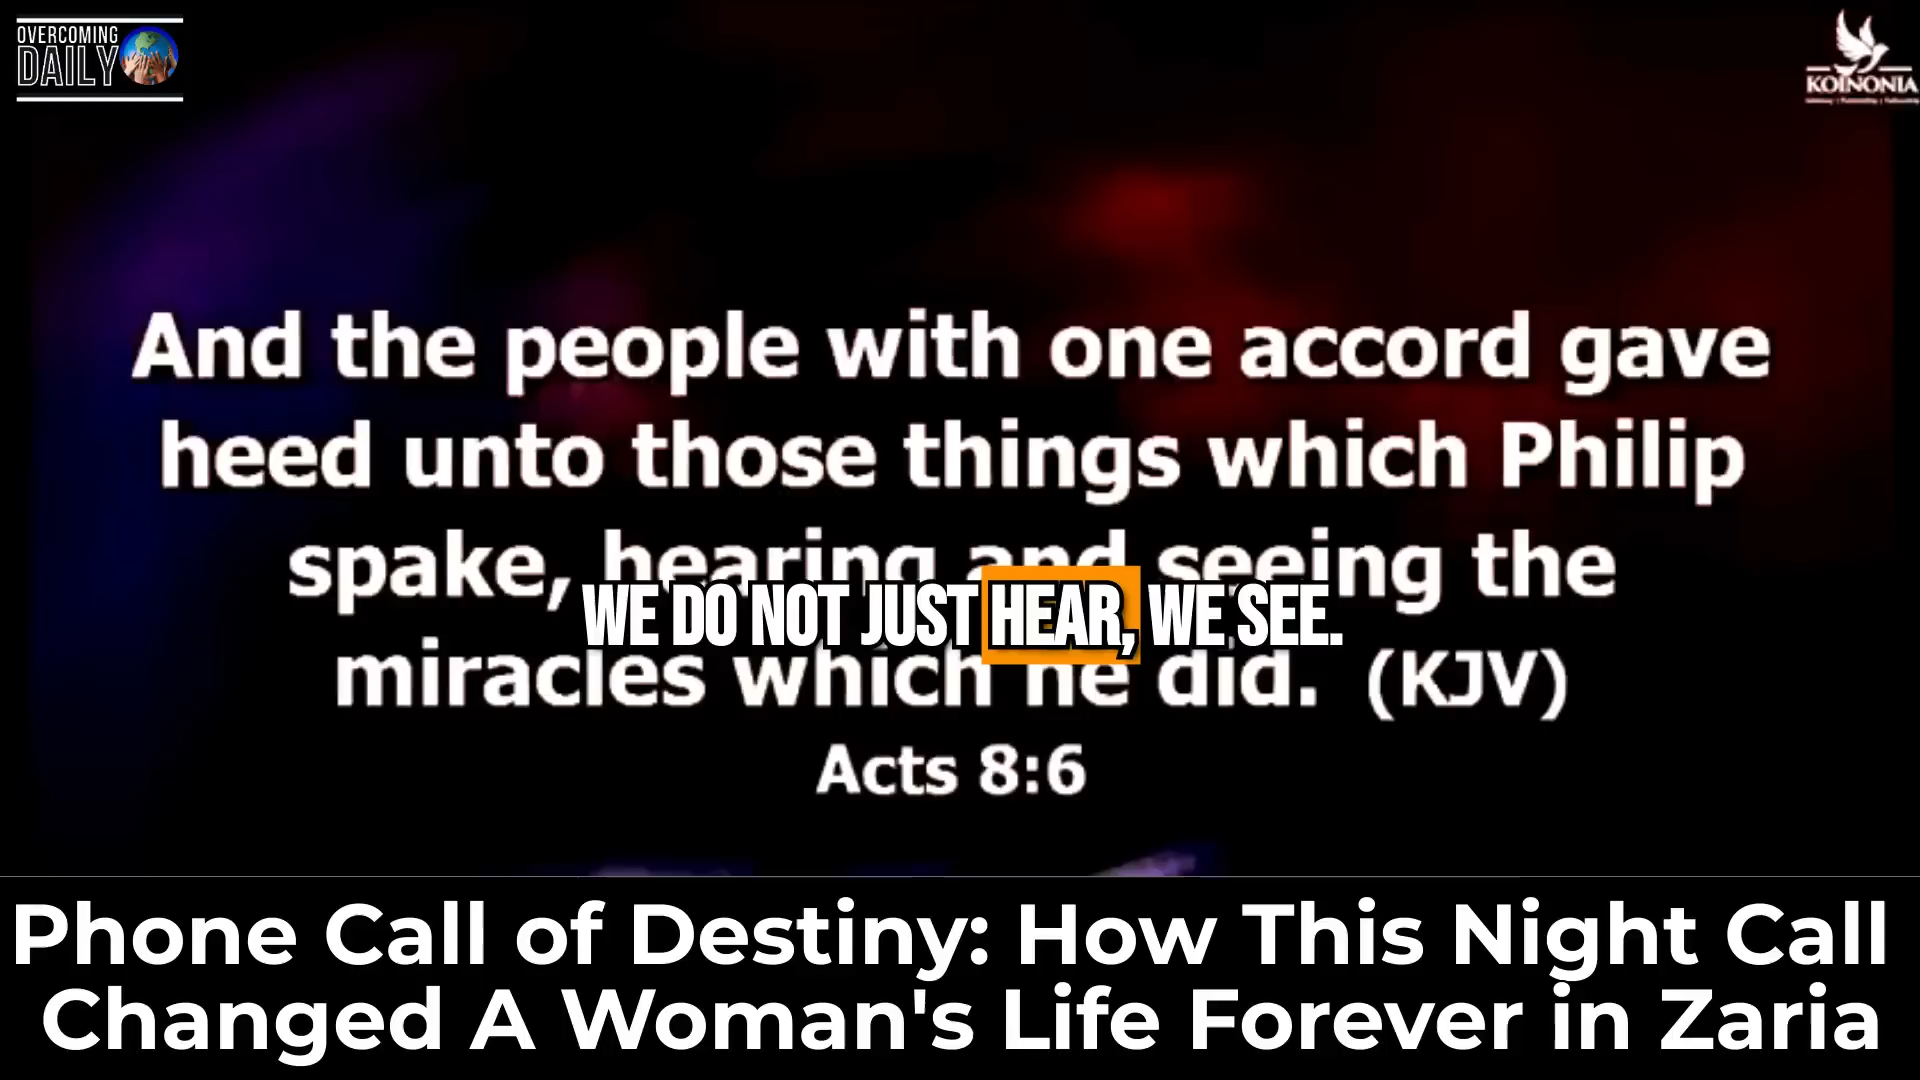 OVERCOMING
DAILY
KOINONIA
And the people with one accord gave
heed unto those things which Philip
spake, hearing and seeing the
WE DO NOT JUST HEAR, WE SEE.
miracles which he did. (KJV)
Acts 8:6
Phone Call of Destiny: How This Night Call
Changed A Woman's Life Forever in Zaria